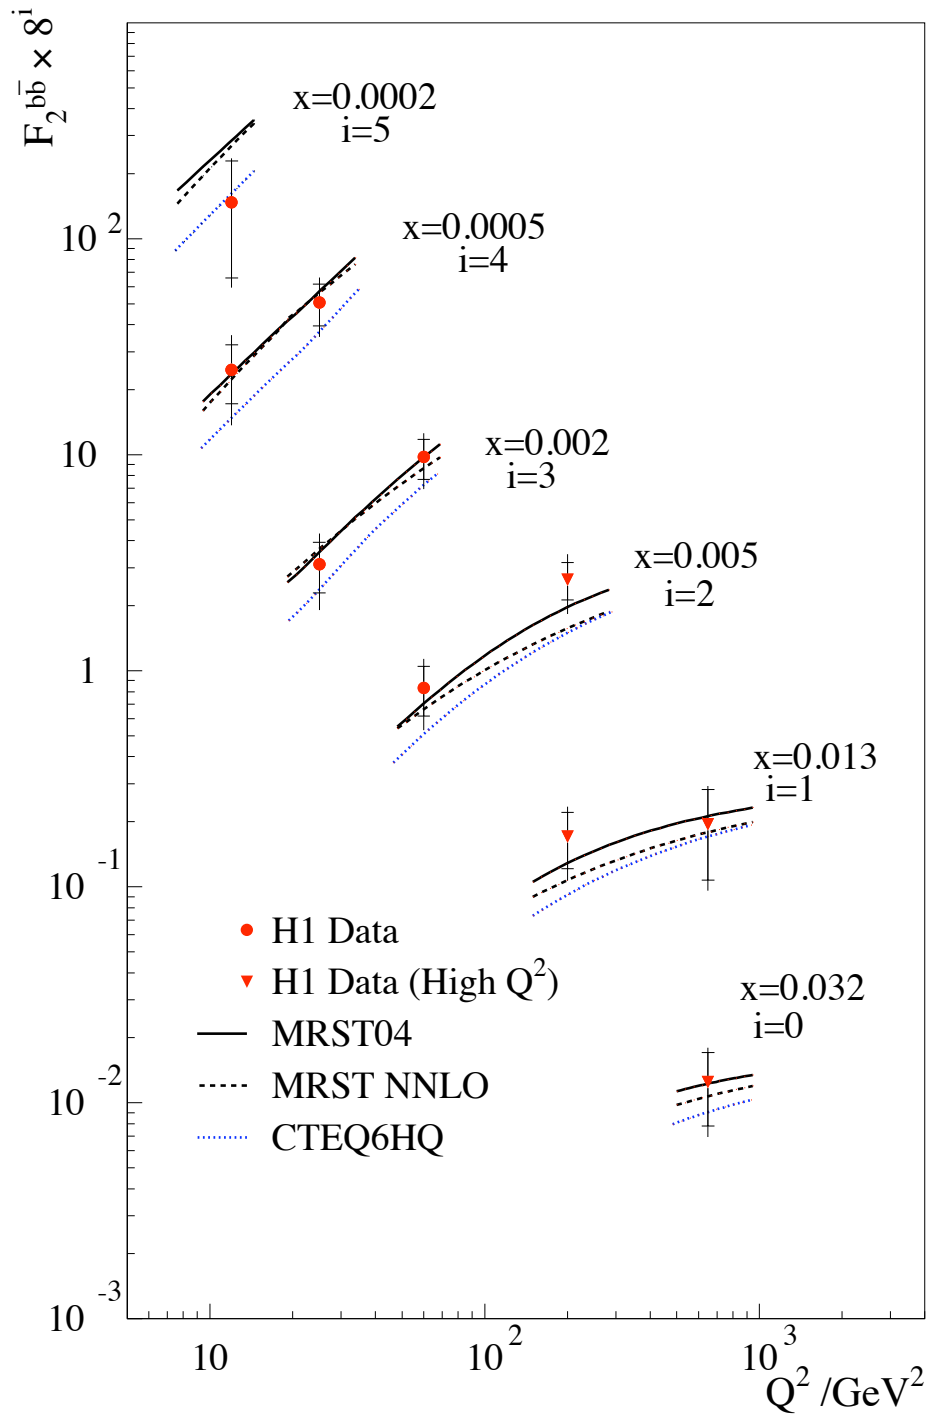 F₂^{bb̅} × 8^i
x=0.0002
i=5
x=0.0005
i=4
10²
x=0.002
i=3
10
x=0.005
i=2
1
x=0.013
i=1
10⁻¹
H1 Data
H1 Data (High Q²)
x=0.032
i=0
MRST04
MRST NNLO
10⁻²
CTEQ6HQ
10⁻³
10 10² 10³
Q² /GeV²